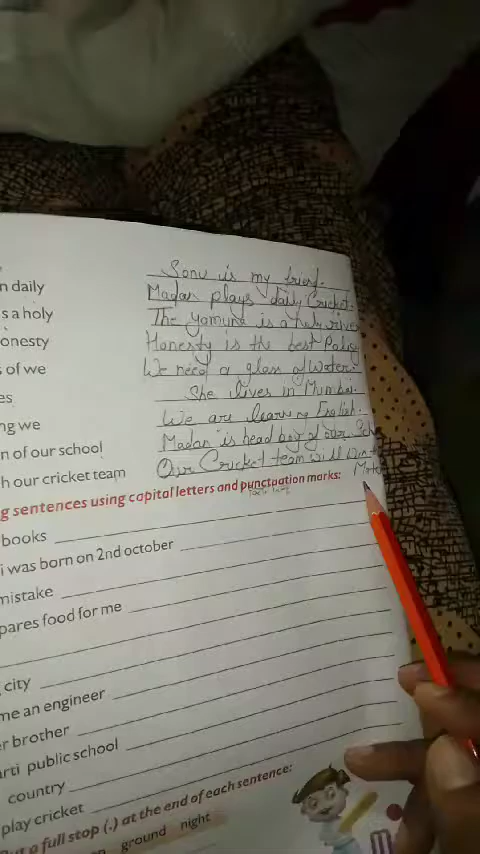 Sonu is my frienf.
n daily Madan plays daily Cricket.
s a holy The Yamuna is a holy river
onesty Honesty is the best Policy
of we We need a glass of Water.
es She lives in Mumbai.
ng we We are learning English.
n of our school Madan is head boy of our Sch
h our cricket team Our Cricket team will win
Match
g sentences using capital letters and punctuation marks:
books
i was born on 2nd october
mistake
pares food for me
city
me an engineer
r brother
arti public school
country
play cricket
ut a full stop (.) at the end of each sentence:
ground night